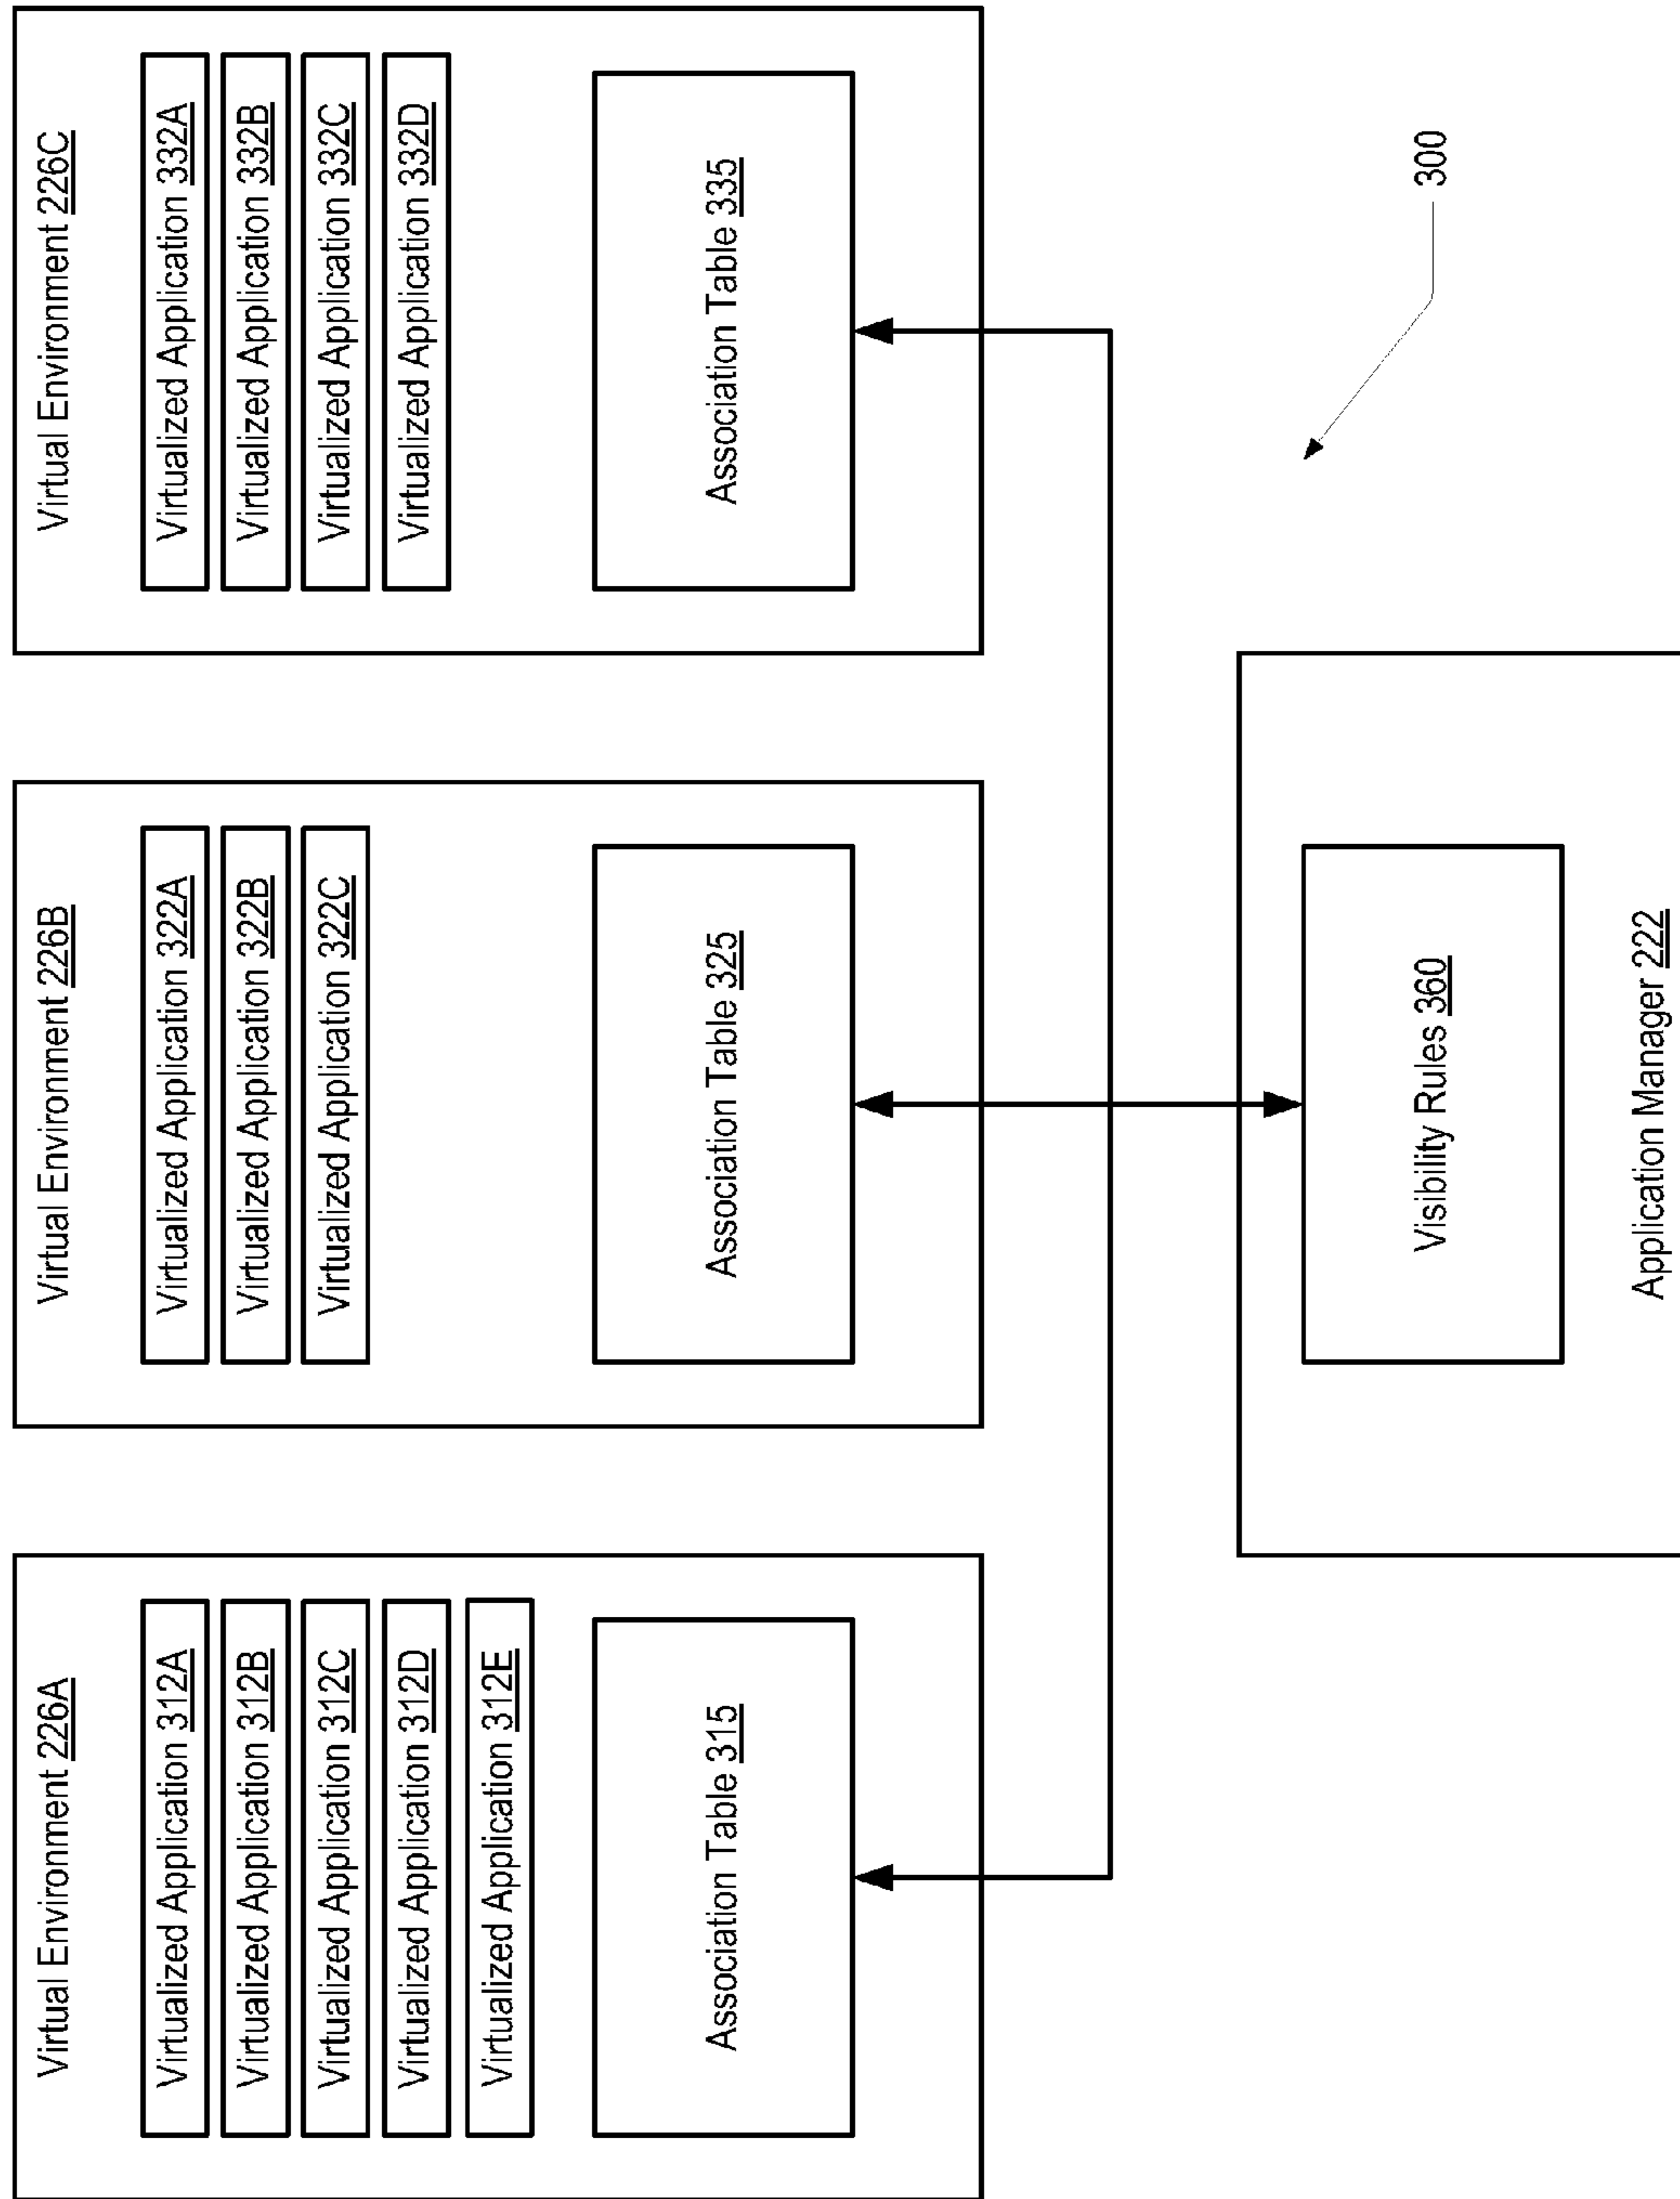 Virtual Environment 226A
Virtualized Application 312A
Virtualized Application 312B
Virtualized Application 312C
Virtualized Application 312D
Virtualized Application 312E
Association Table 315
Virtual Environment 226B
Virtualized Application 322A
Virtualized Application 322B
Virtualized Application 322C
Association Table 325
Virtual Environment 226C
Virtualized Application 332A
Virtualized Application 332B
Virtualized Application 332C
Virtualized Application 332D
Association Table 335
Visibility Rules 360
Application Manager 222
300